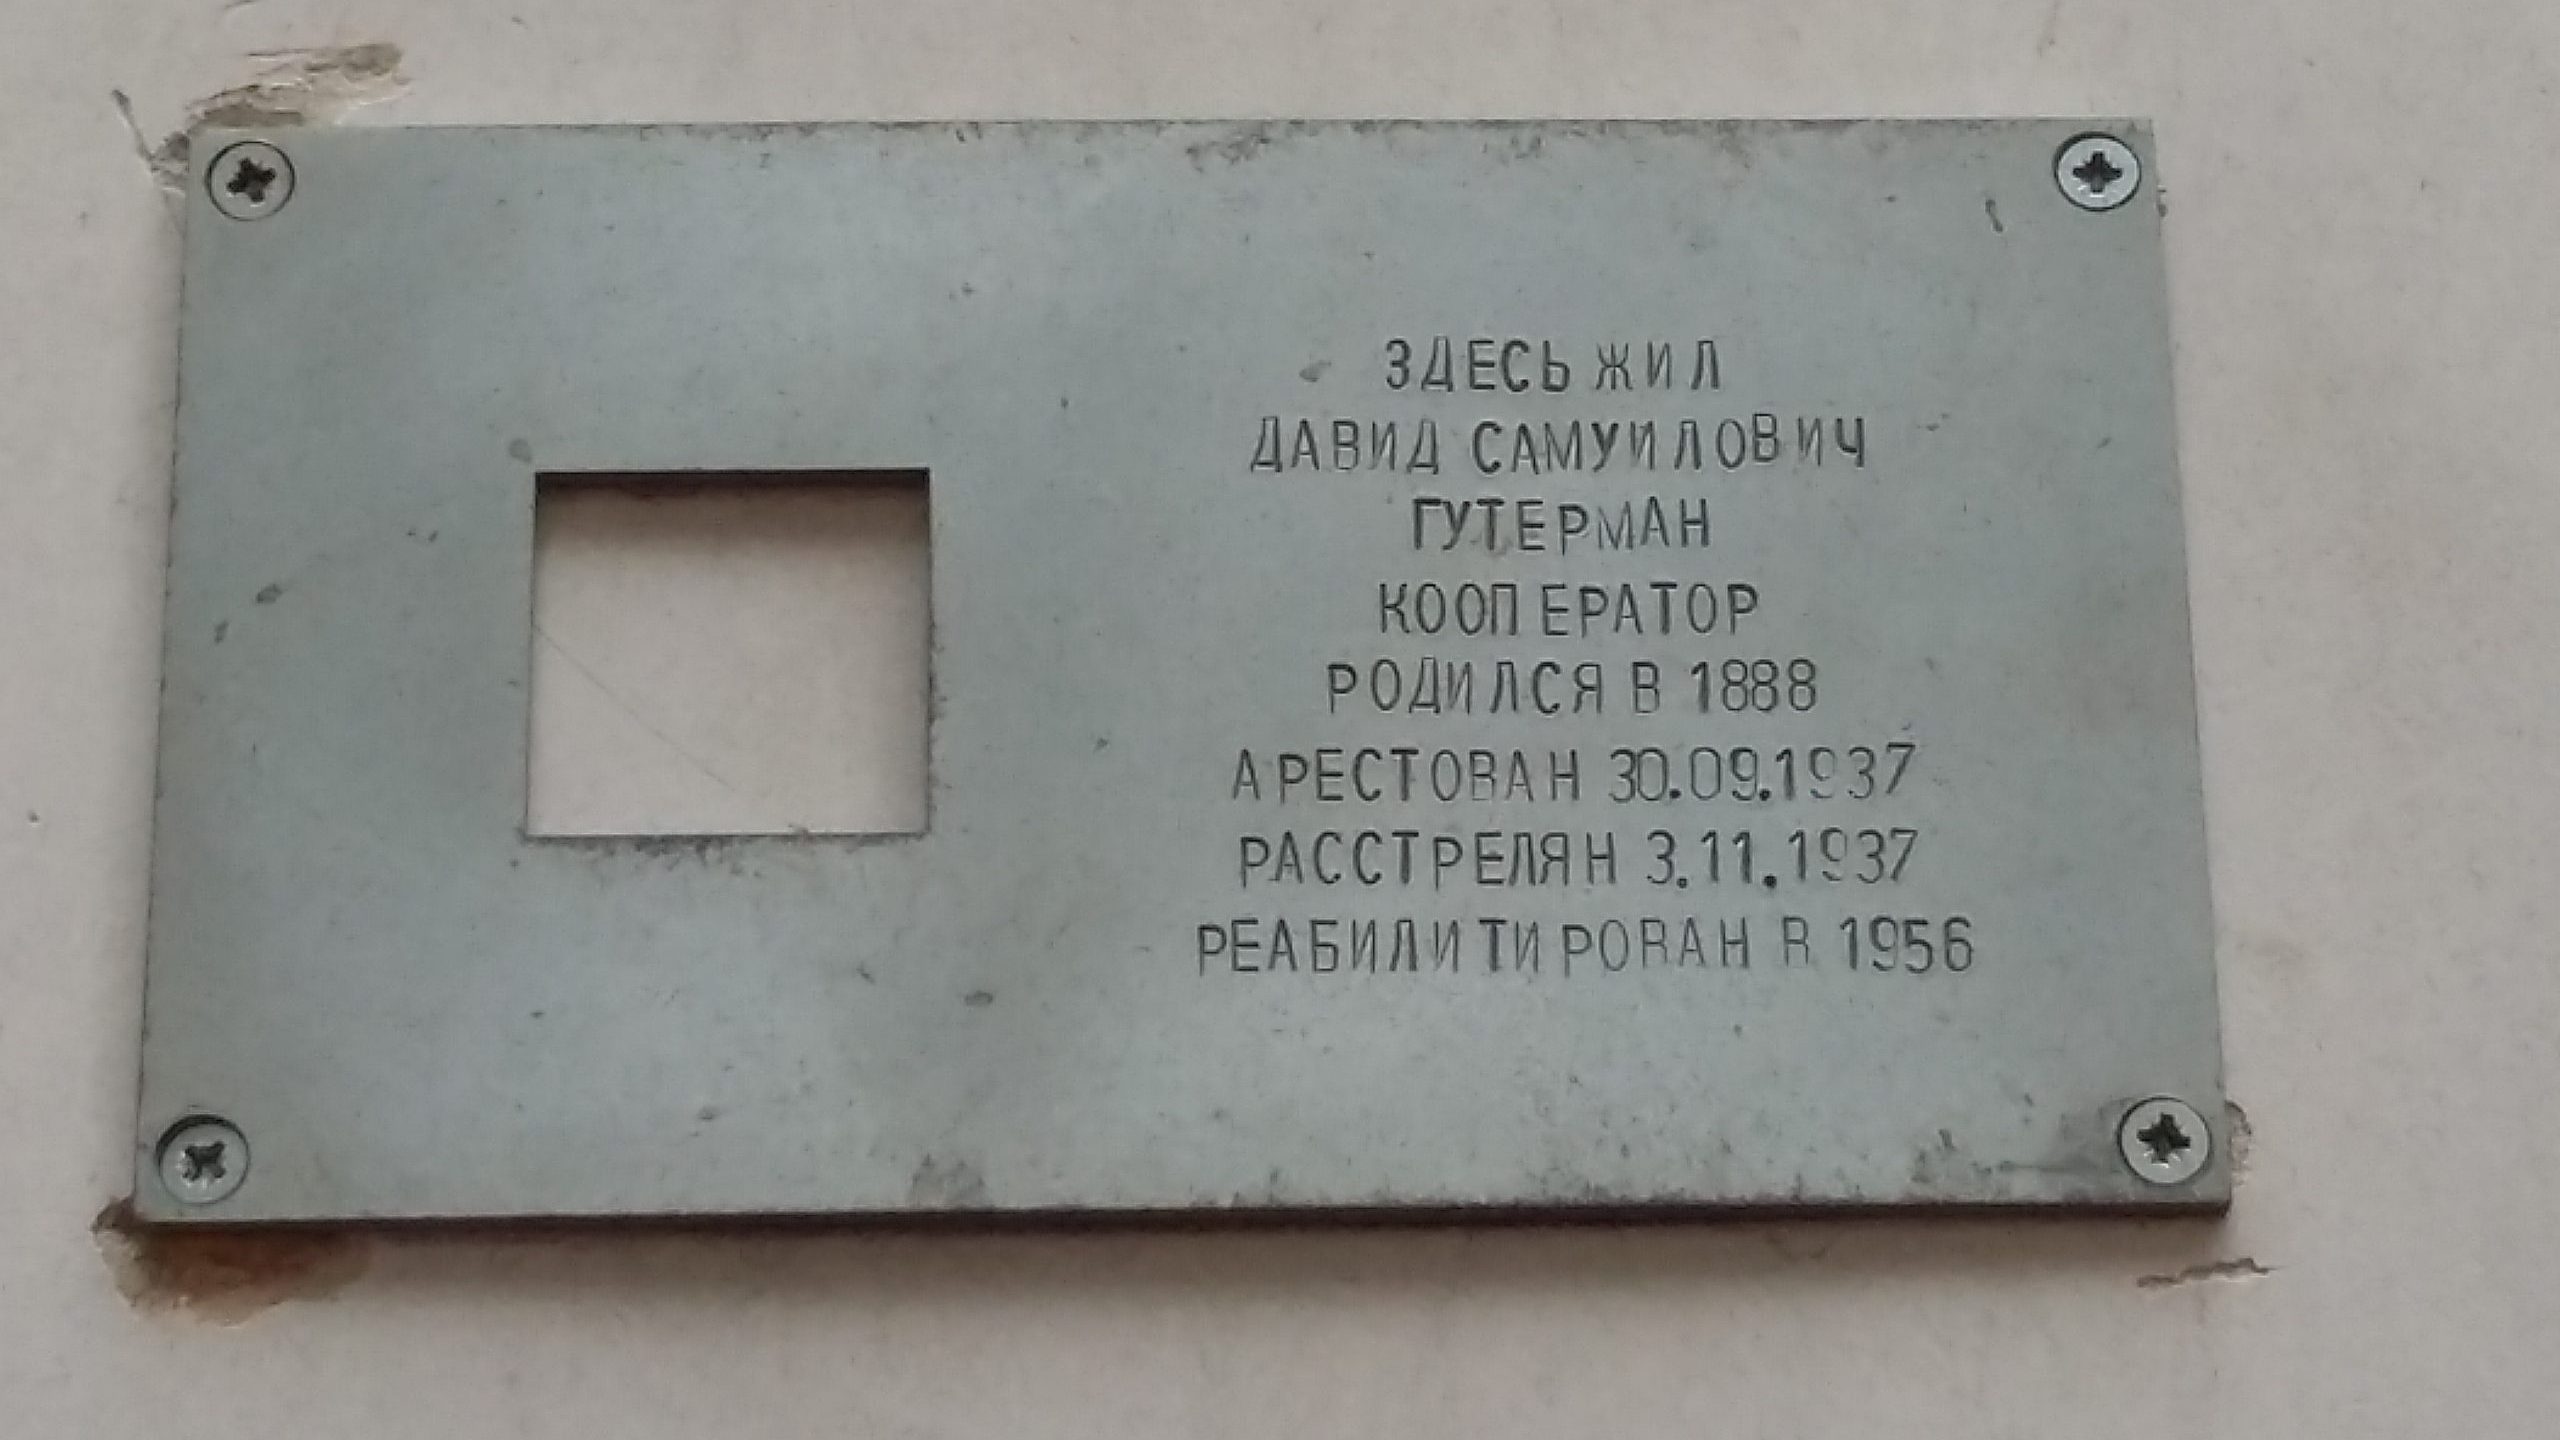 ЗДЕСЬ ЖИЛ
ДАВИД САМУИЛОВИЧ
ГУТЕРМАН
КООПЕРАТОР
РОДИЛСЯ В 1888
АРЕСТОВАН 30.09.1937
РАССТРЕЛЯН 3.11.1937
РЕАБИЛИТИРОВАН В 1956